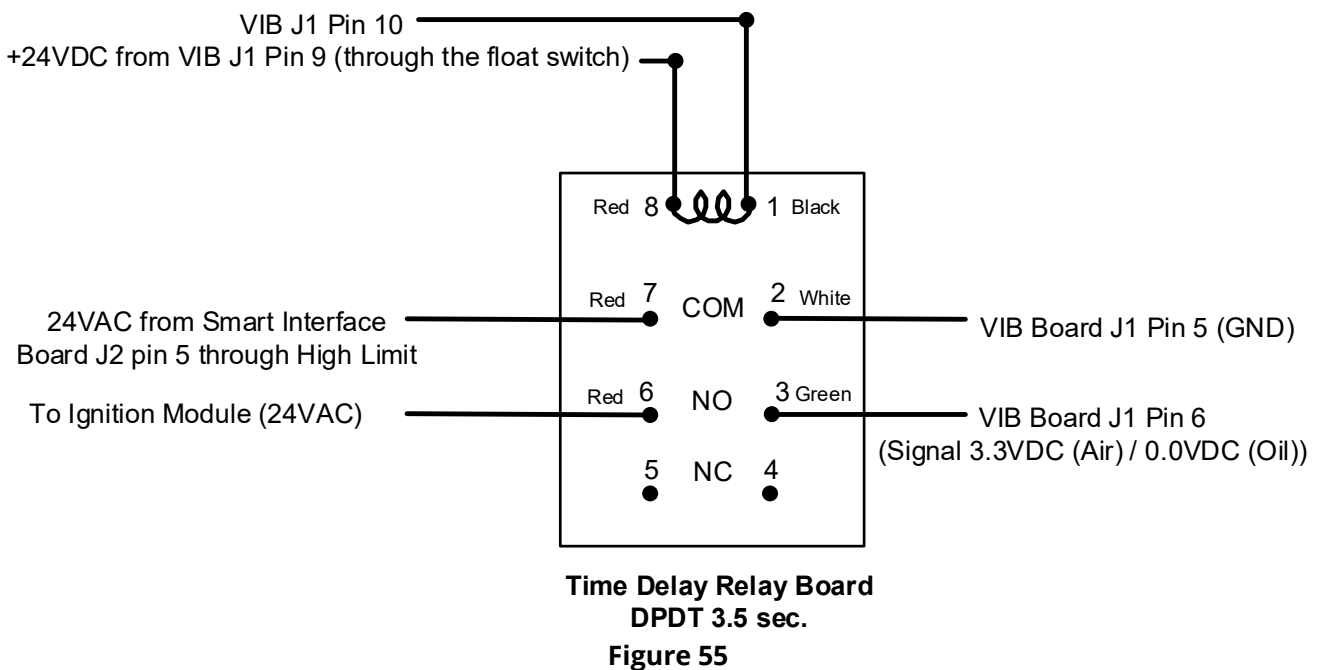 VIB J1 Pin 10
+24VDC from VIB J1 Pin 9 (through the float switch)
Red 8 1 Black
Red 7 COM 2 White
24VAC from Smart Interface
Board J2 pin 5 through High Limit
VIB Board J1 Pin 5 (GND)
Red 6 NO 3 Green
To Ignition Module (24VAC)
VIB Board J1 Pin 6
(Signal 3.3VDC (Air) / 0.0VDC (Oil))
5 NC 4
Time Delay Relay Board
DPDT 3.5 sec.
Figure 55